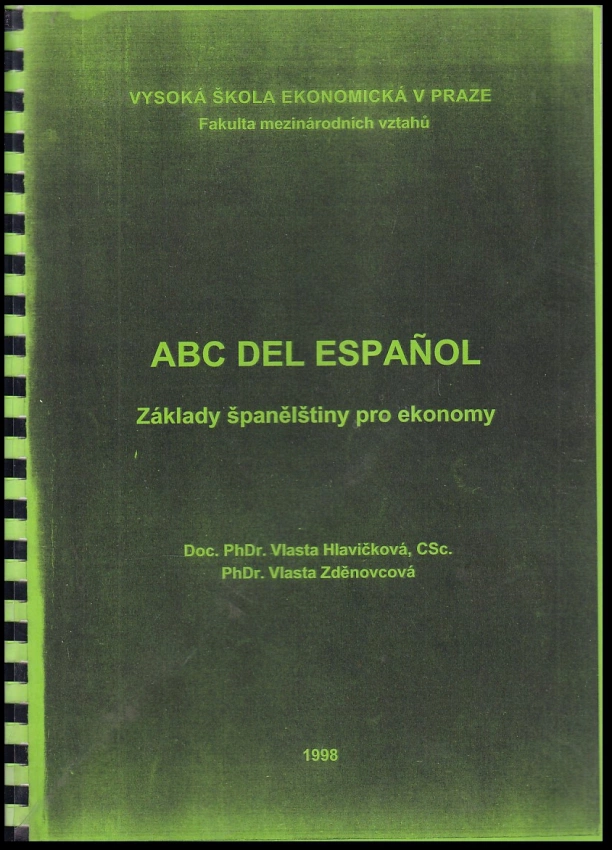 VYSOKÁ ŠKOLA EKONOMICKÁ V PRAZE
Fakulta mezinárodních vztahů
ABC DEL ESPAÑOL
Základy španělštiny pro ekonomy
Doc. PhDr. Vlasta Hlavičková, CSc.
PhDr. Vlasta Zděnovcová
1998